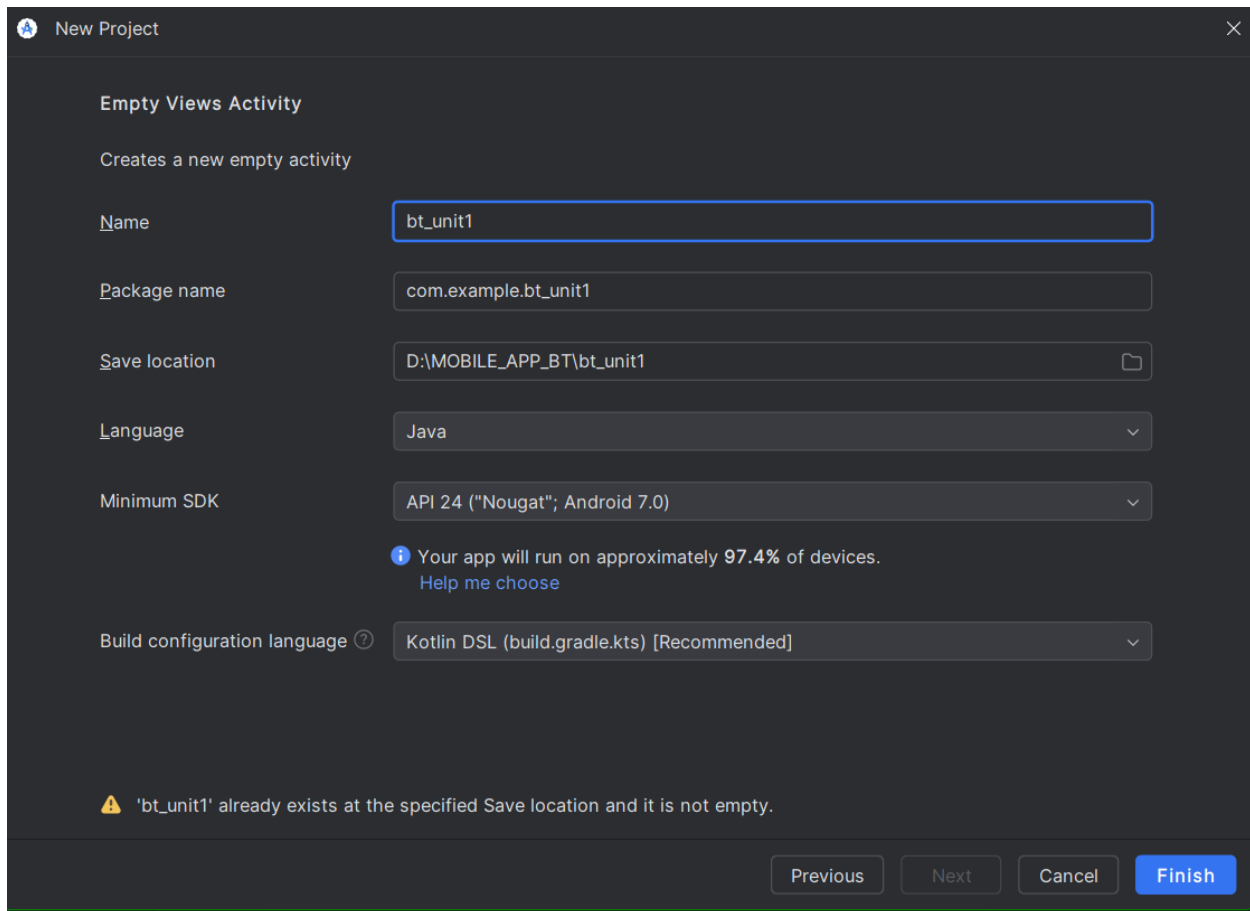 New Project
Empty Views Activity
Creates a new empty activity
Name
bt_unit1
Package name
com.example.bt_unit1
Save location
D:\MOBILE_APP_BT\bt_unit1
Language
Java
Minimum SDK
API 24 ("Nougat"; Android 7.0)
Your app will run on approximately 97.4% of devices.
Help me choose
Build configuration language ?
Kotlin DSL (build.gradle.kts) [Recommended]
'bt_unit1' already exists at the specified Save location and it is not empty.
Previous
Next
Cancel
Finish